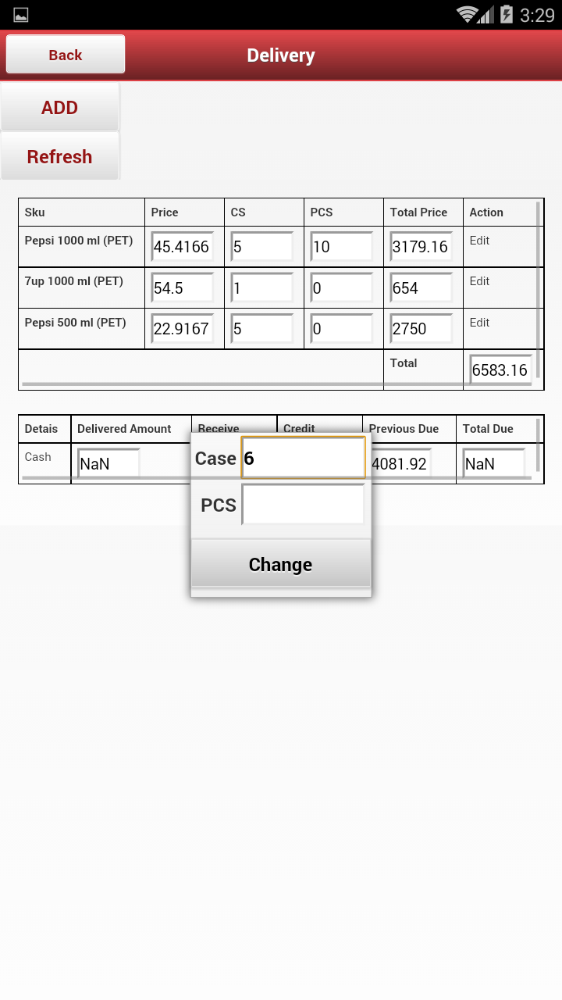 3:29
Back
Delivery
ADD
Refresh
Sku Price CS PCS Total Price Action
Pepsi 1000 ml (PET) 45.4166 5 10 3179.16 Edit
7up 1000 ml (PET) 54.5 1 0 654 Edit
Pepsi 500 ml (PET) 22.9167 5 0 2750 Edit
Total 6583.16
Detais Delivered Amount Receive Credit Previous Due Total Due
Cash NaN 4081.92 NaN
Case 6
PCS
Change